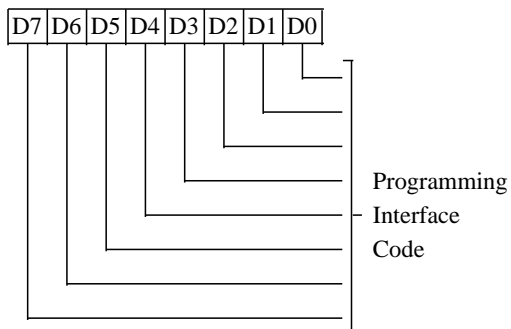 D7 D6 D5 D4 D3 D2 D1 D0
Programming
Interface
Code